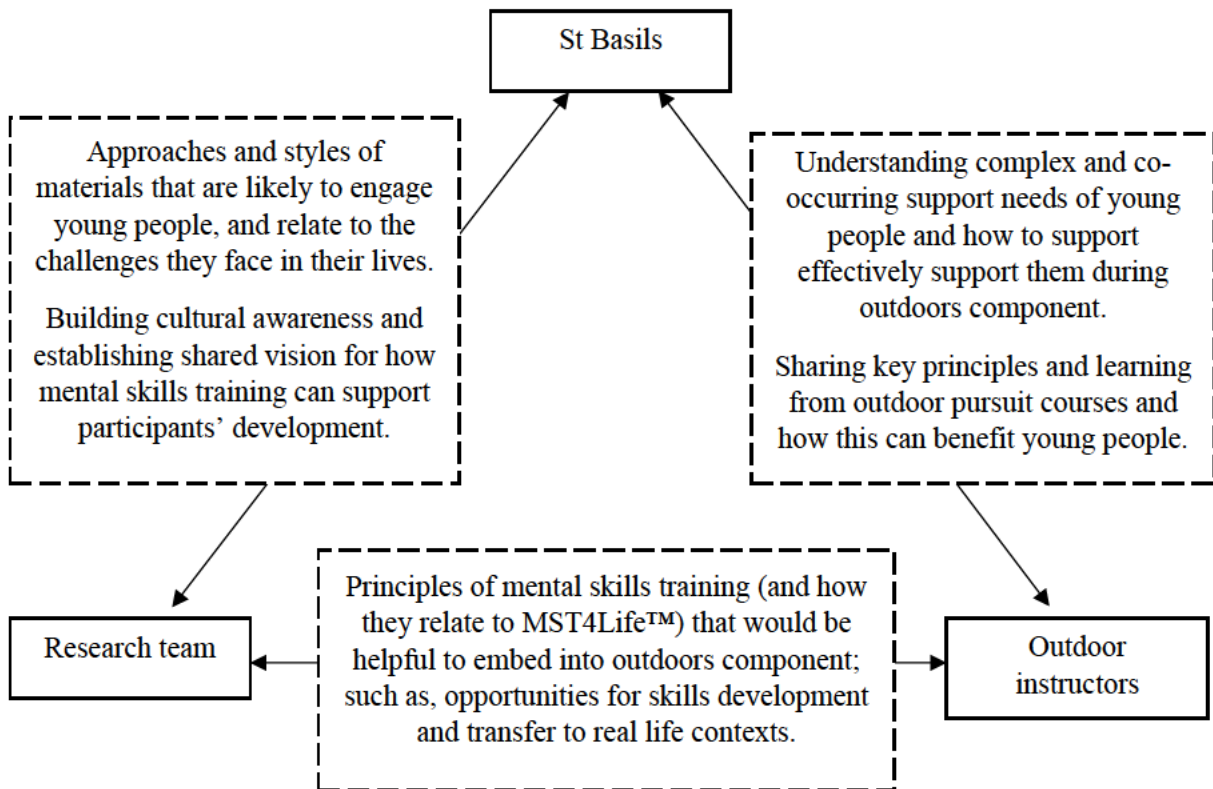 St Basils
Approaches and styles of
materials that are likely to engage
young people, and relate to the
challenges they face in their lives.
Building cultural awareness and
establishing shared vision for how
mental skills training can support
participants’ development.
Understanding complex and co-
occurring support needs of young
people and how to support
effectively support them during
outdoors component.
Sharing key principles and learning
from outdoor pursuit courses and
how this can benefit young people.
Research team
Principles of mental skills training (and how
they relate to MST4Life™) that would be
helpful to embed into outdoors component;
such as, opportunities for skills development
and transfer to real life contexts.
Outdoor
instructors